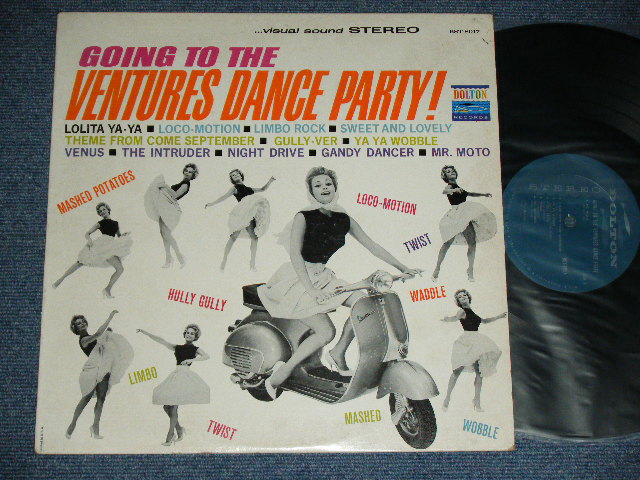 ...visual sound STEREO
BST 8017
GOING TO THE
VENTURES DANCE PARTY!
DOLTON
RECORDS
LOLITA YA-YA ■ LOCO-MOTION ■ LIMBO ROCK ■ SWEET AND LOVELY
THEME FROM COME SEPTEMBER ■ GULLY-VER ■ YA YA WOBBLE
VENUS ■ THE INTRUDER ■ NIGHT DRIVE ■ GANDY DANCER ■ MR. MOTO
MASHED POTATOES
LOCO-MOTION
TWIST
HULLY GULLY
WADDLE
LIMBO
TWIST
MASHED
WOBBLE
DOLTON